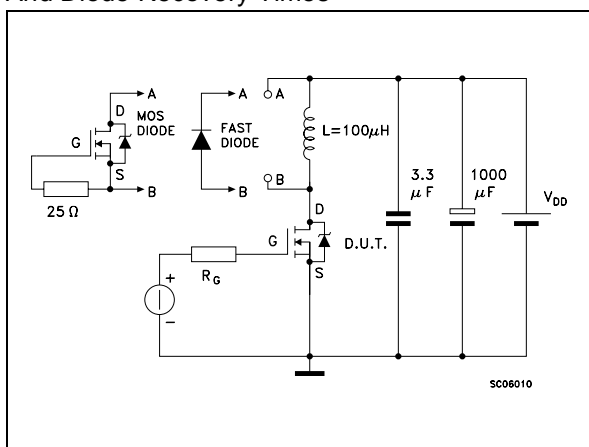 And Diode Recovery Times
A
D
MOS
DIODE
G
S
B
25 Ω
A
FAST
DIODE
B
A
L=100μH
B
D
G
D.U.T.
S
RG
+
−
3.3
μF
1000
μF
VDD
SC06010